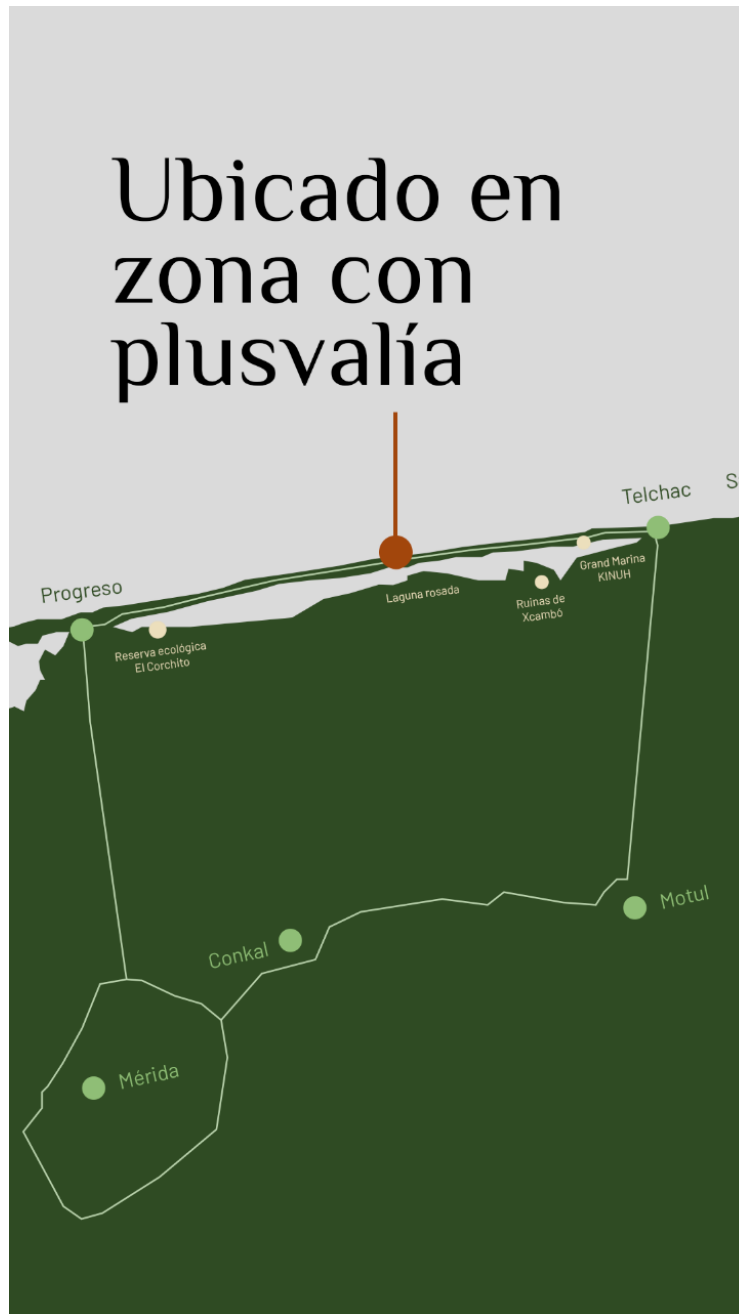 Ubicado en
zona con
plusvalía
Telchac
S
Progreso
Grand Marina
KINUH
Laguna rosada
Ruinas de
Xcambó
Reserva ecológica
El Corchito
Motul
Conkal
Mérida